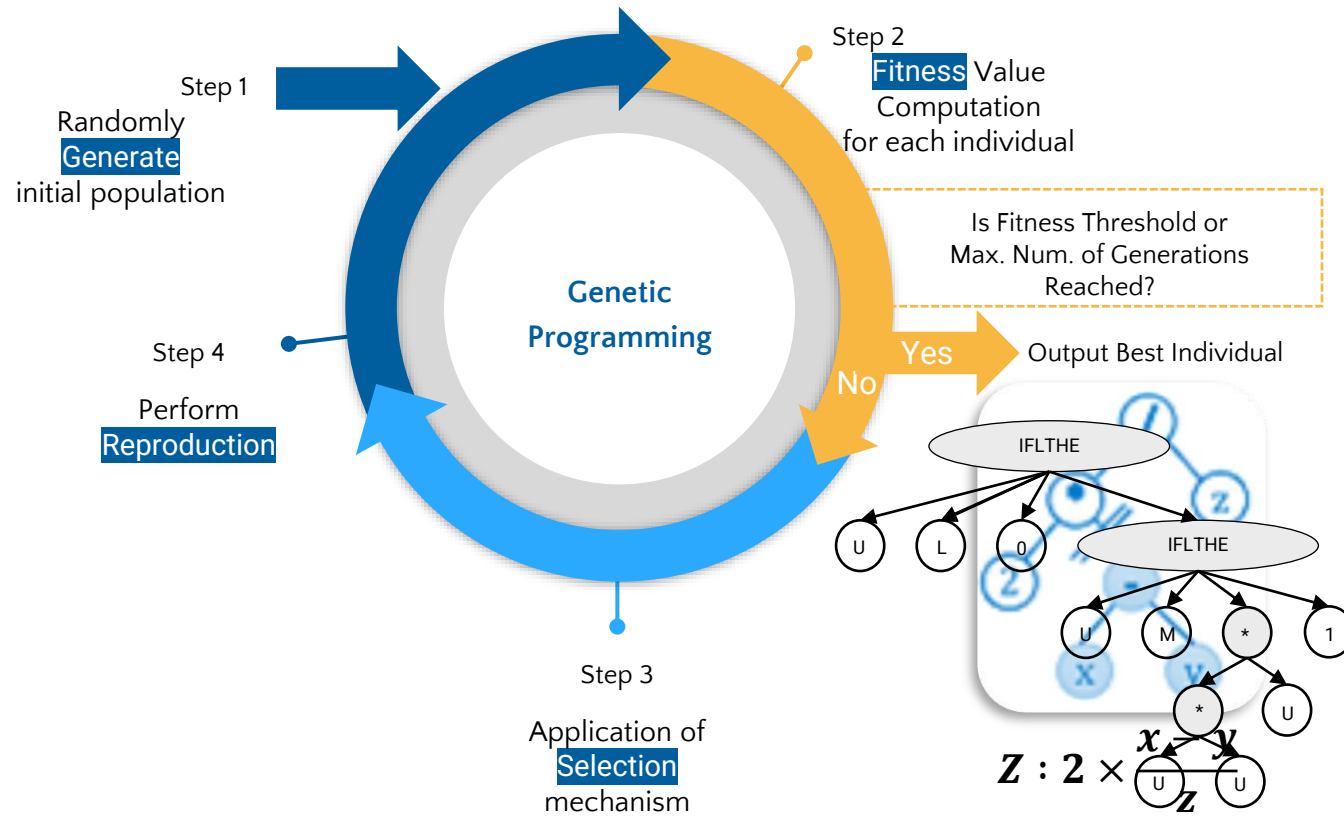 Step 1
Randomly
Generate
initial population
Step 2
Fitness Value
Computation
for each individual
Is Fitness Threshold or
Max. Num. of Generations
Reached?
Yes
No
Output Best Individual
Genetic
Programming
Step 4
Perform
Reproduction
Step 3
Application of
Selection
mechanism
/
IFLTHE
z
U
L
0
IFLTHE
2
-
U
M
*
1
x
y
*
U
U
U
Z : 2 ×
x − y
z